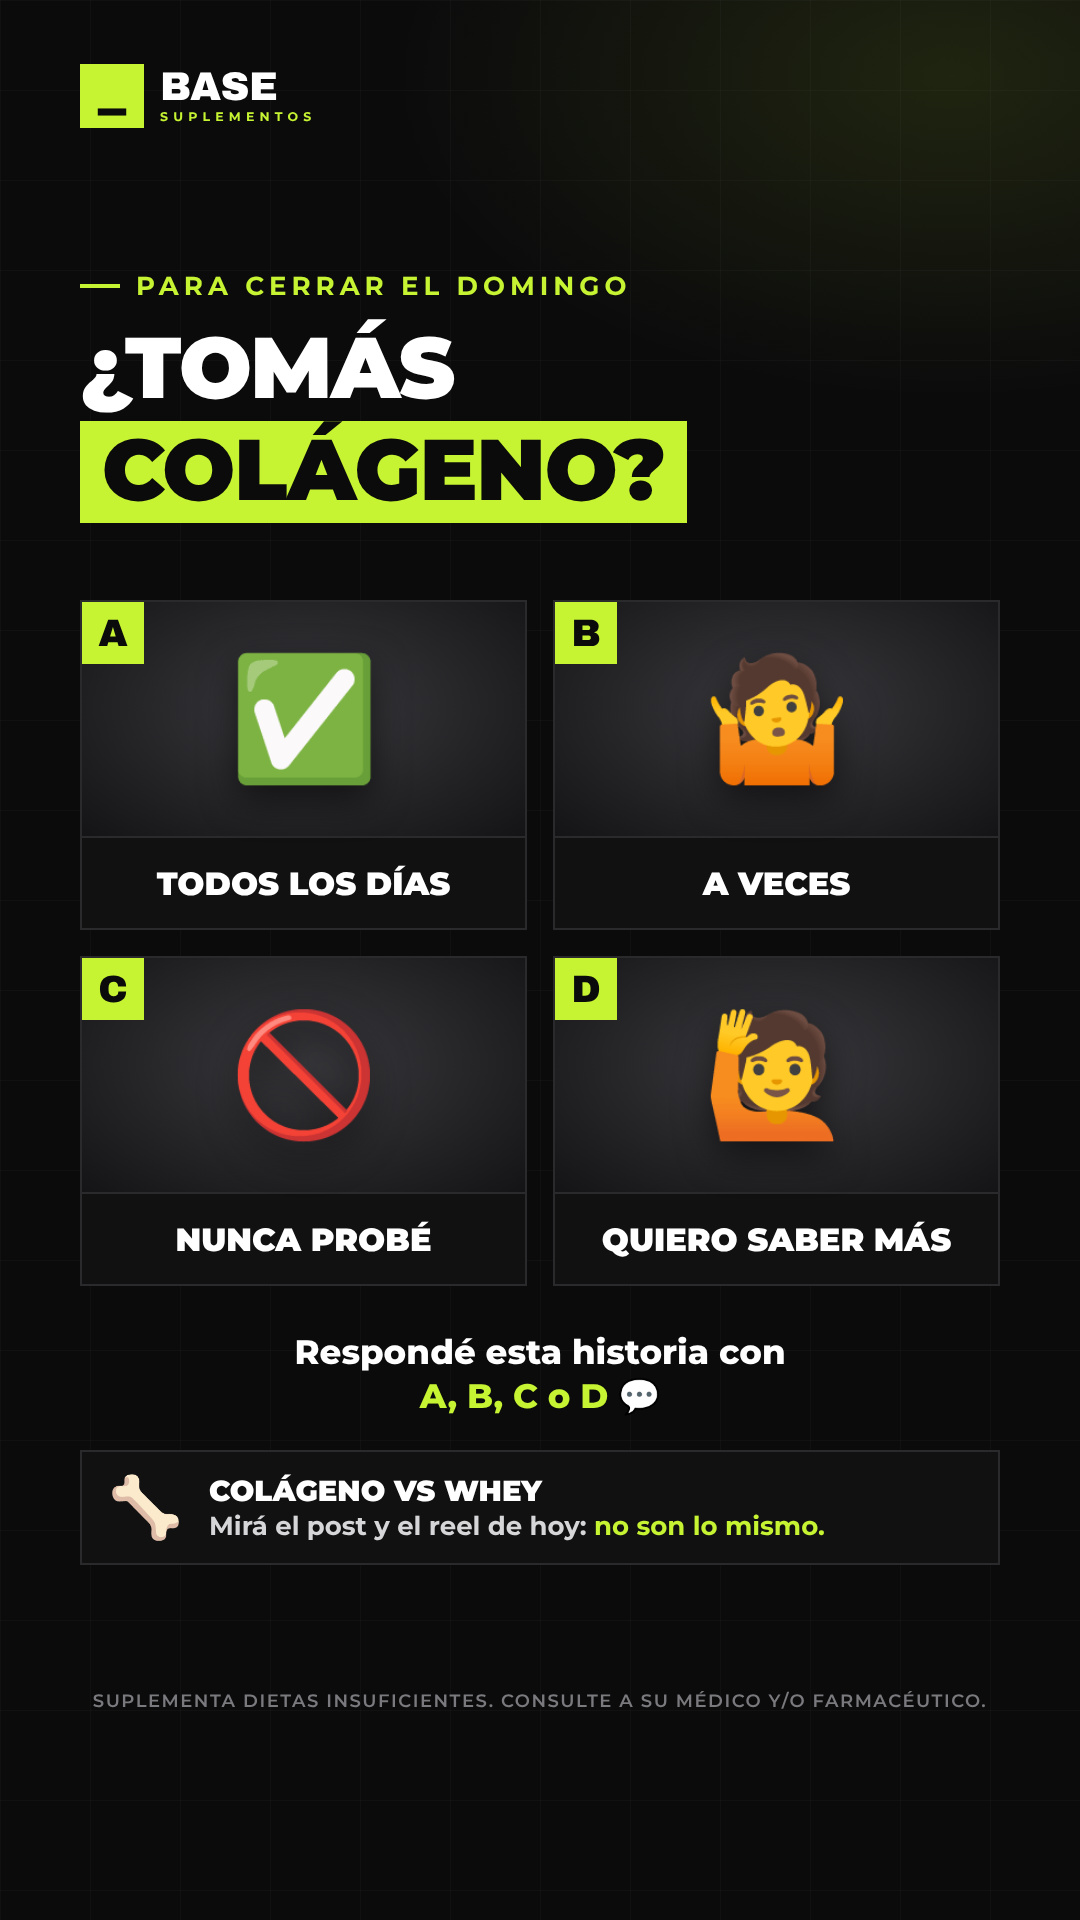 BASE
SUPLEMENTOS
PARA CERRAR EL DOMINGO
¿TOMÁS
COLÁGENO?
A
TODOS LOS DÍAS
B
A VECES
C
NUNCA PROBÉ
D
QUIERO SABER MÁS
Respondé esta historia con
A, B, C o D 💬
COLÁGENO VS WHEY
Mirá el post y el reel de hoy: no son lo mismo.
SUPLEMENTA DIETAS INSUFICIENTES. CONSULTE A SU MÉDICO Y/O FARMACÉUTICO.